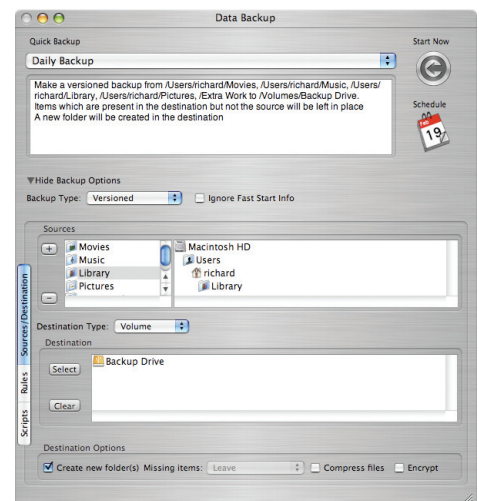 Data Backup
Quick Backup
Start Now
Daily Backup
Make a versioned backup from /Users/richard/Movies, /Users/richard/Music, /Users/
richard/Library, /Users/richard/Pictures, /Extra Work to /Volumes/Backup Drive.
Items which are present in the destination but not the source will be left in place
A new folder will be created in the destination
Schedule
Feb
19
Hide Backup Options
Backup Type: Versioned Ignore Fast Start Info
Sources
Movies
Music
Library
Pictures
Macintosh HD
Users
richard
Library
Sources/Destination
Rules
Scripts
Destination Type: Volume
Destination
Select
Clear
Backup Drive
Destination Options
Create new folder(s) Missing items: Leave Compress files Encrypt